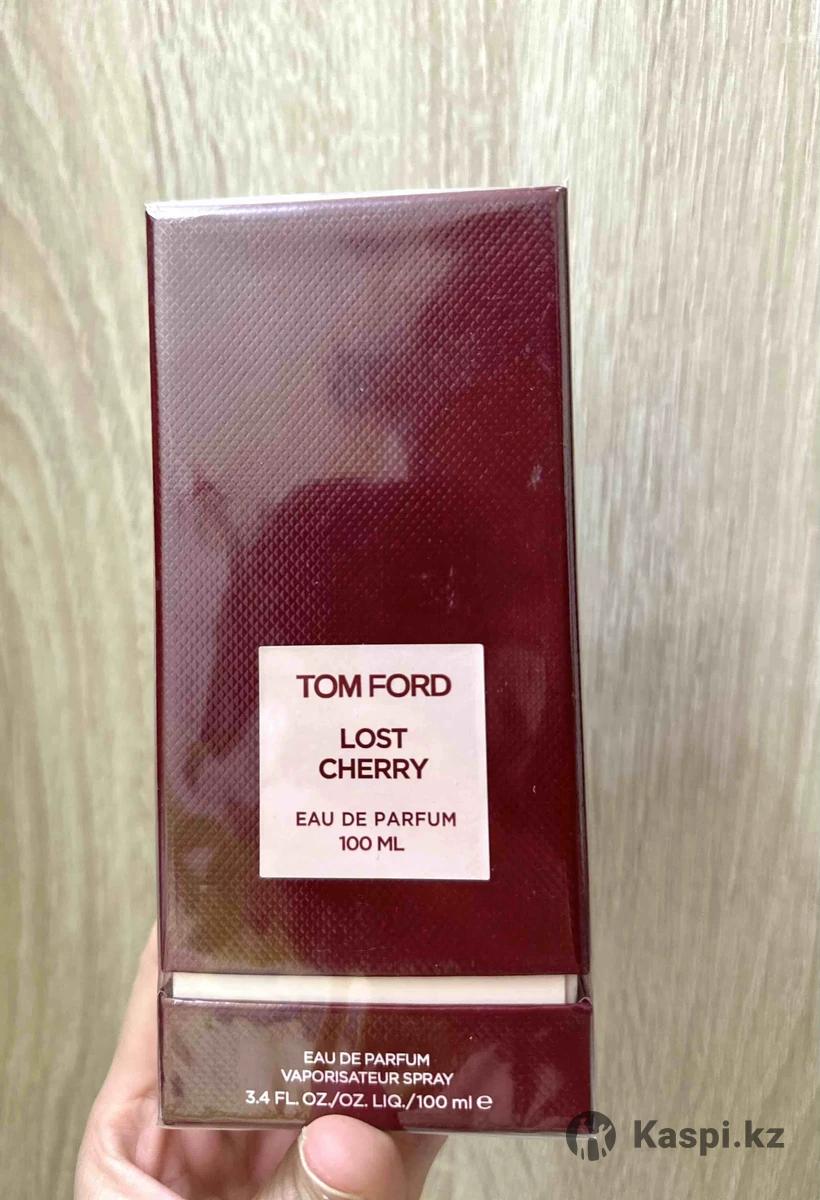 TOM FORD
LOST
CHERRY
EAU DE PARFUM
100 ML
EAU DE PARFUM
VAPORISATEUR SPRAY
3.4 FL. OZ./OZ. LIQ./100 ml ℮
Kaspi.kz